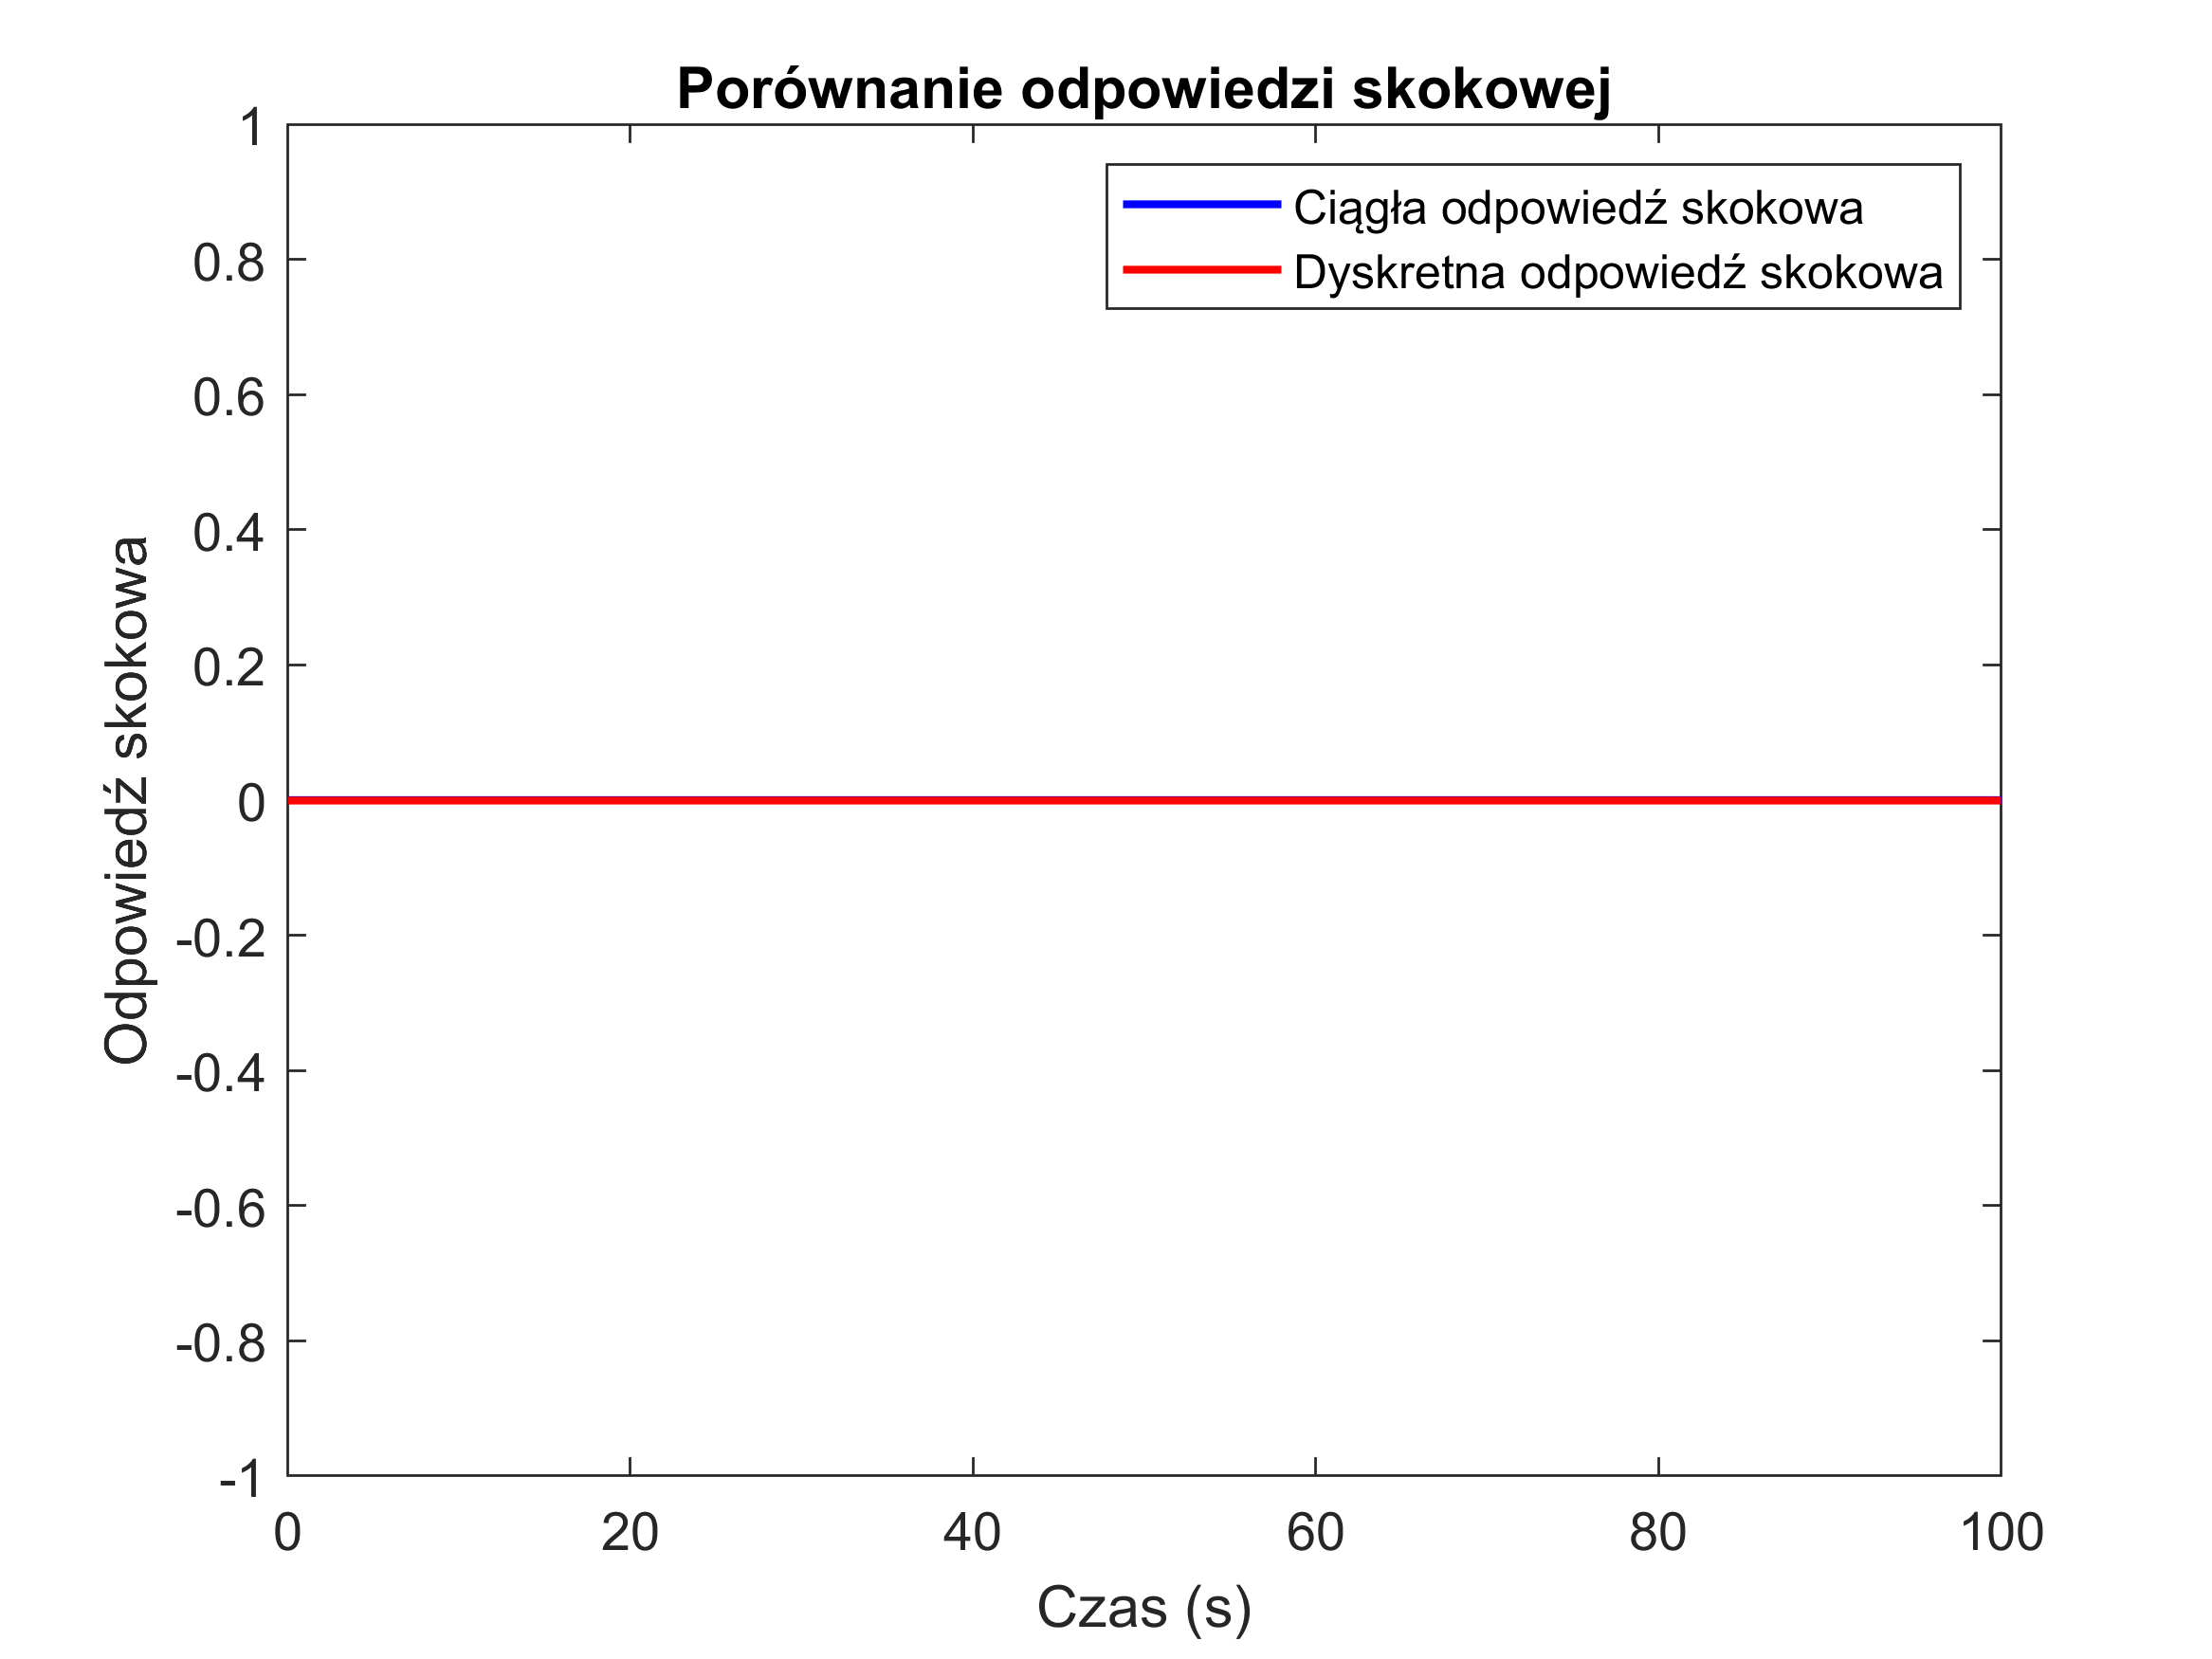 Porównanie odpowiedzi skokowej
Ciągła odpowiedź skokowa
Dyskretna odpowiedź skokowa
Odpowiedź skokowa
1
0.8
0.6
0.4
0.2
0
-0.2
-0.4
-0.6
-0.8
-1
0 20 40 60 80 100
Czas (s)